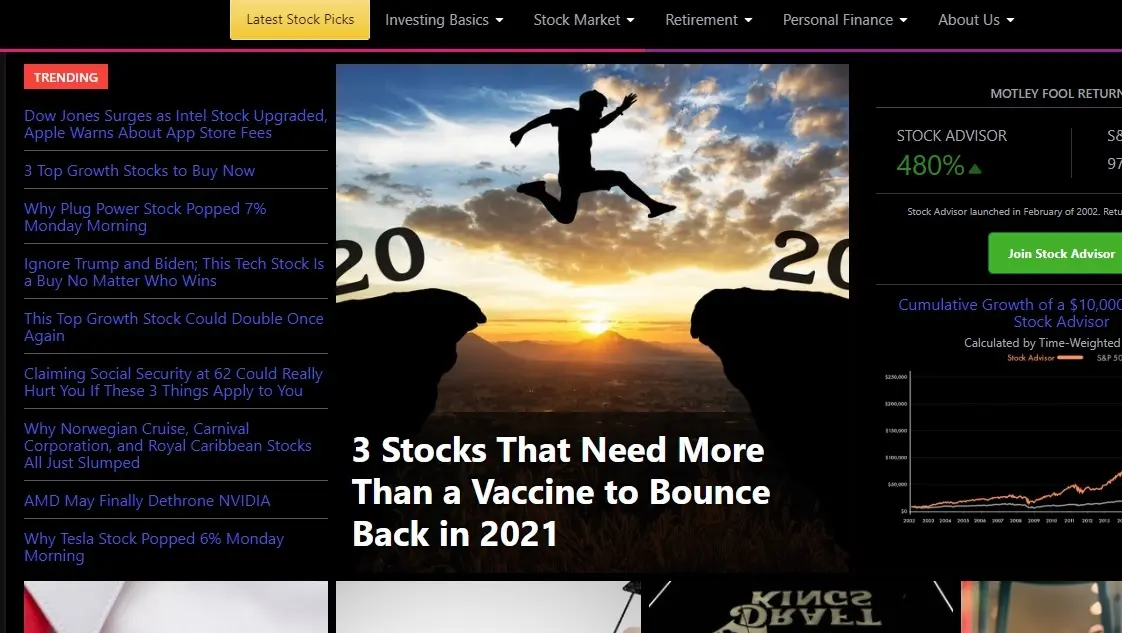 Latest Stock Picks
Investing Basics
Stock Market
Retirement
Personal Finance
About Us
TRENDING
Dow Jones Surges as Intel Stock Upgraded,
Apple Warns About App Store Fees
3 Top Growth Stocks to Buy Now
Why Plug Power Stock Popped 7%
Monday Morning
Ignore Trump and Biden; This Tech Stock Is
a Buy No Matter Who Wins
This Top Growth Stock Could Double Once
Again
Claiming Social Security at 62 Could Really
Hurt You If These 3 Things Apply to You
Why Norwegian Cruise, Carnival
Corporation, and Royal Caribbean Stocks
All Just Slumped
AMD May Finally Dethrone NVIDIA
Why Tesla Stock Popped 6% Monday
Morning
20
20
3 Stocks That Need More
Than a Vaccine to Bounce
Back in 2021
MOTLEY FOOL RETURN
STOCK ADVISOR
480%
S&
97
Stock Advisor launched in February of 2002. Retu
Join Stock Advisor
Cumulative Growth of a $10,000
Stock Advisor
Calculated by Time-Weighted
Stock Advisor
S&P 50
$250,000
$200,000
$150,000
$100,000
$50,000
$0
2002 2003 2004 2005 2006 2007 2008 2009 2010 2011 2012 2013
KINGS
DRAFT